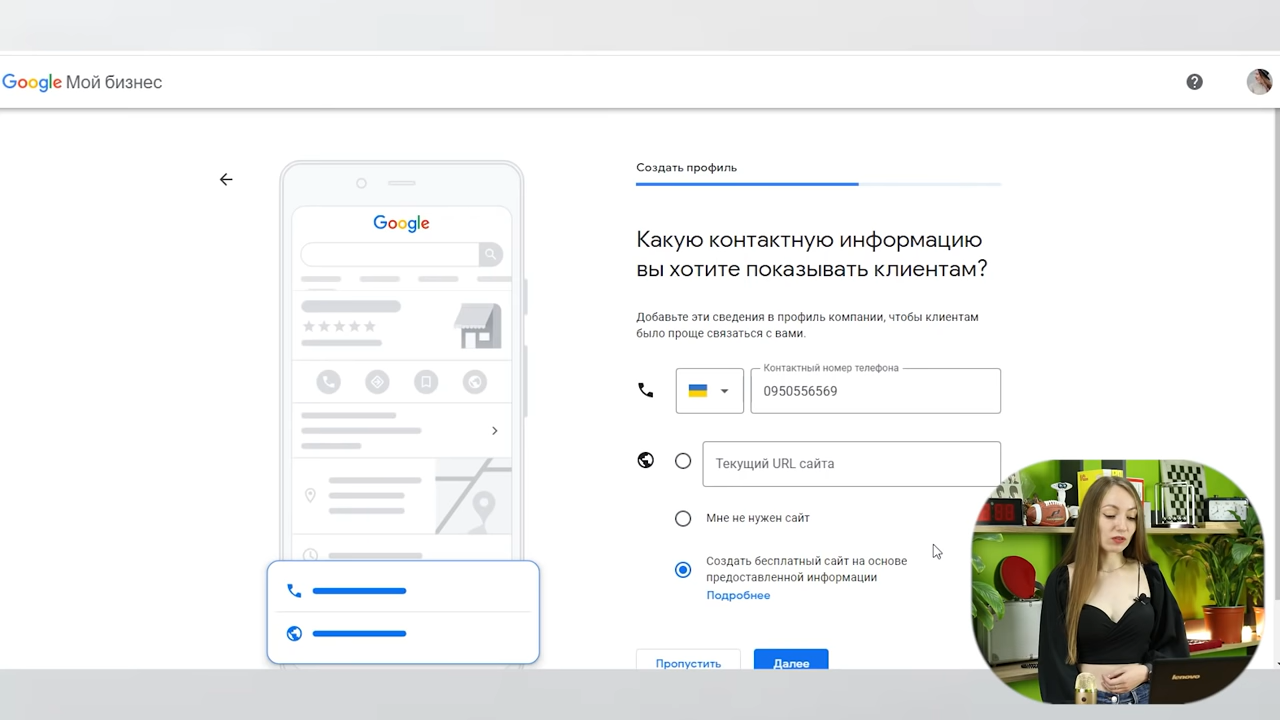 Google Мой бизнес
Создать профиль
Google
Какую контактную информацию
вы хотите показывать клиентам?
Добавьте эти сведения в профиль компании, чтобы клиентам
было проще связаться с вами.
Контактный номер телефона
0950556569
Текущий URL сайта
Мне не нужен сайт
Создать бесплатный сайт на основе
предоставленной информации
Подробнее
Пропустить
Далее
Lenovo